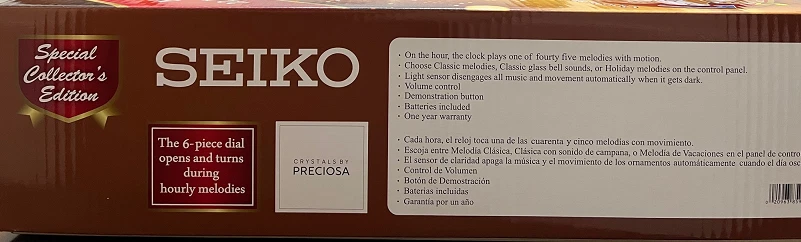 Special
Collector's
Edition
SEIKO
The 6-piece dial
opens and turns
during
hourly melodies
CRYSTALS BY
PRECIOSA
· On the hour, the clock plays one of fourty five melodies with motion.
· Choose Classic melodies, Classic glass bell sounds, or Holiday melodies on the control panel.
· Light sensor disengages all music and movement automatically when it gets dark.
· Volume control
· Demonstration button
· Batteries included
· One year warranty
· Cada hora, el reloj toca una de las cuarenta y cinco melodías con movimiento.
· Escoja entre Melodía Clásica, Clásica con sonido de campana, o Melodía de Vacaciones en el panel de contro
· El sensor de claridad apaga la música y el movimiento de los ornamentos automáticamente cuando el día osc
· Control de Volumen
· Botón de Demostración
· Baterias incluidas
· Garantía por un año